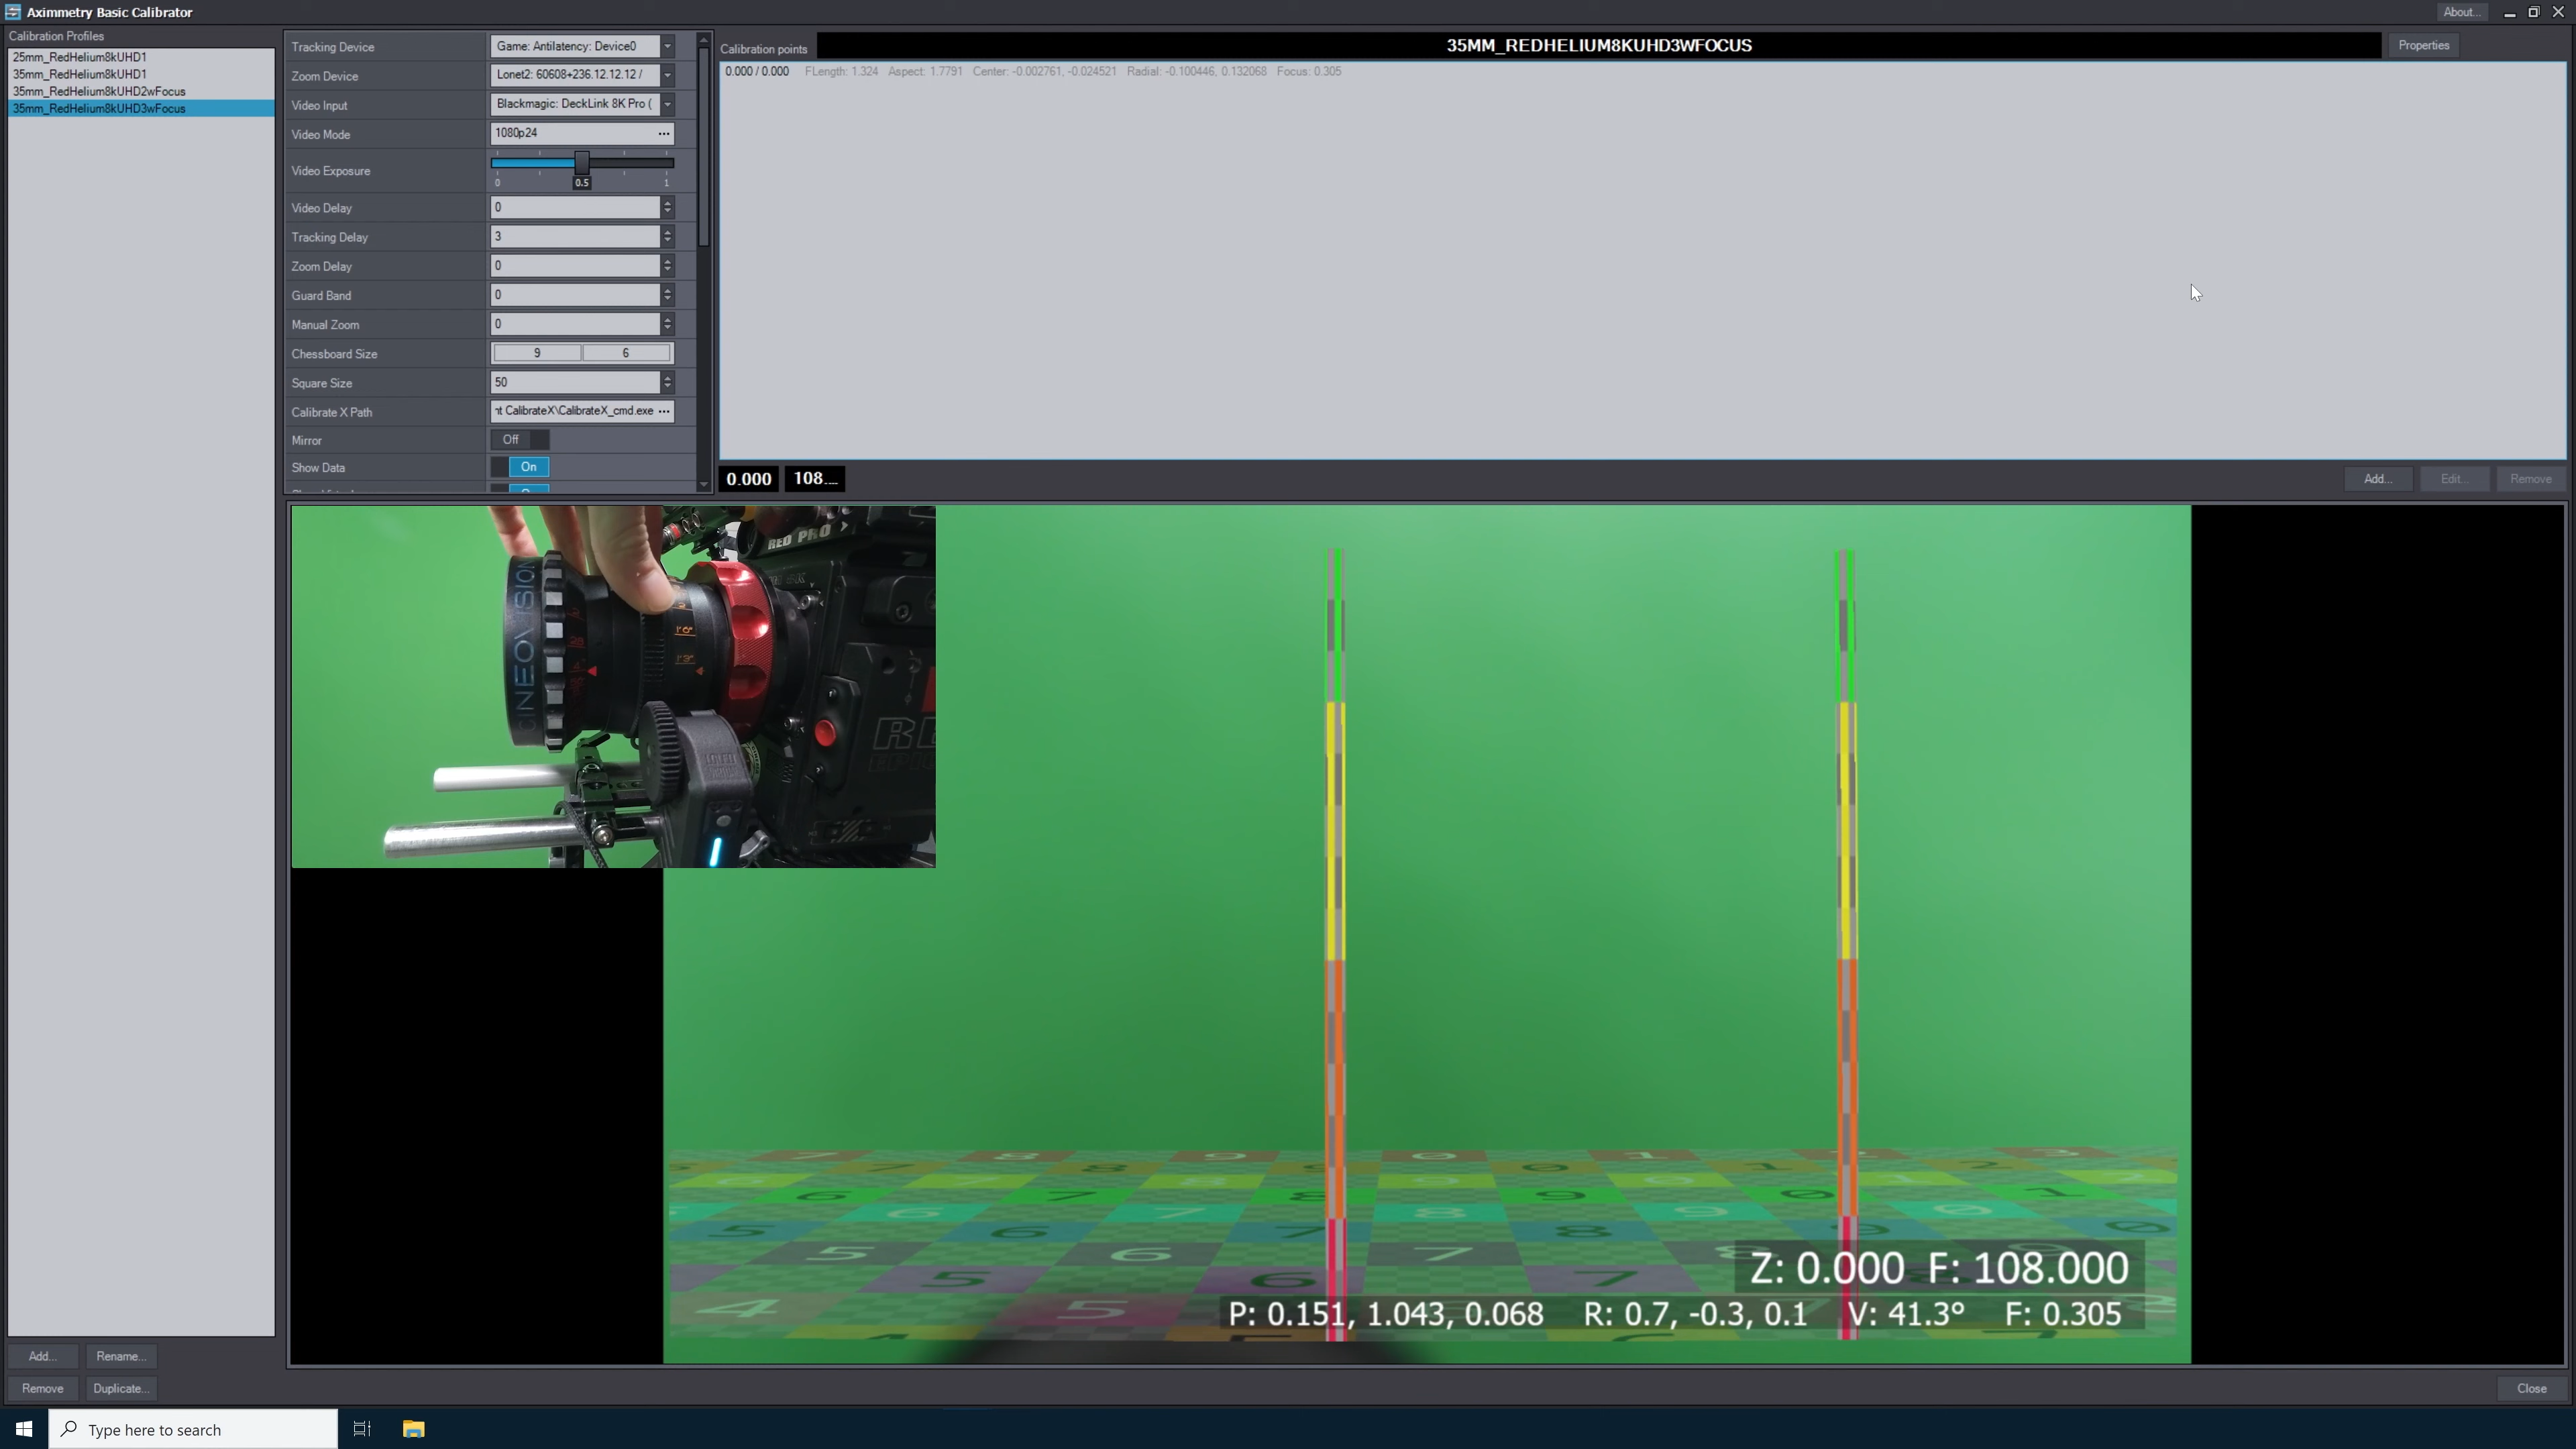 Aximmetry Basic Calibrator
About...
Calibration Profiles
25mm_RedHelium8kUHD1
35mm_RedHelium8kUHD1
35mm_RedHelium8kUHD2wFocus
35mm_RedHelium8kUHD3wFocus
Tracking Device Game: Antilatency: Device0
Zoom Device Lonet2: 60608+236.12.12.12 /
Video Input Blackmagic: DeckLink 8K Pro (
Video Mode 1080p24 ...
Video Exposure
0 0.5 1
Video Delay 0
Tracking Delay 3
Zoom Delay 0
Guard Band 0
Manual Zoom 0
Chessboard Size 9 6
Square Size 50
Calibrate X Path nt CalibrateX\CalibrateX_cmd.exe ...
Mirror Off
Show Data On
Calibration points
35MM_REDHELIUM8KUHD3WFOCUS
Properties
0.000 / 0.000 FLength: 1.324 Aspect: 1.7791 Center: -0.002761, -0.024521 Radial: -0.100446, 0.132068 Focus: 0.305
0.000 108....
Add... Edit... Remove
RED PRO
CINEOVISION
Z: 0.000 F: 108.000
P: 0.151, 1.043, 0.068 R: 0.7, -0.3, 0.1 V: 41.3° F: 0.305
Add... Rename...
Remove Duplicate...
Close
Type here to search